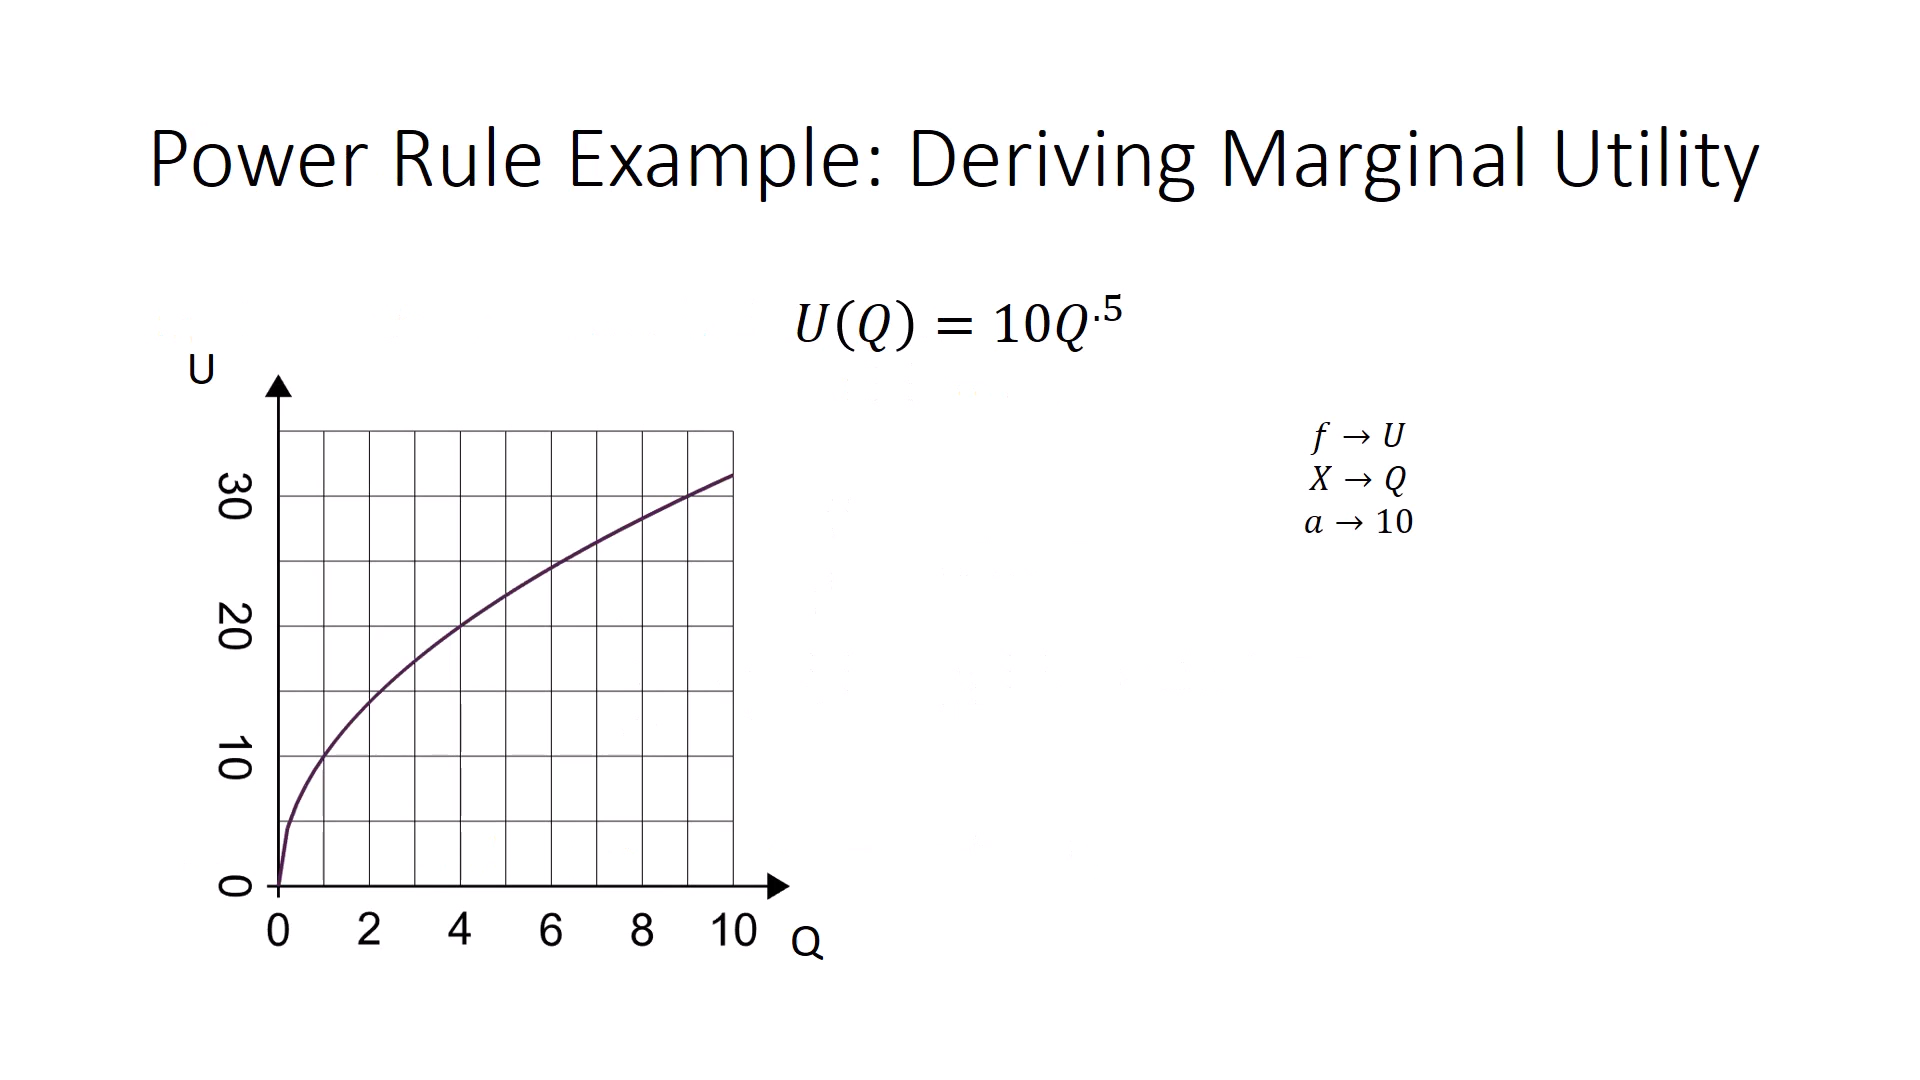 Power Rule Example: Deriving Marginal Utility
U(Q) = 10Q^.5
U
f → U
X → Q
a → 10
30
20
10
0
0 2 4 6 8 10 Q